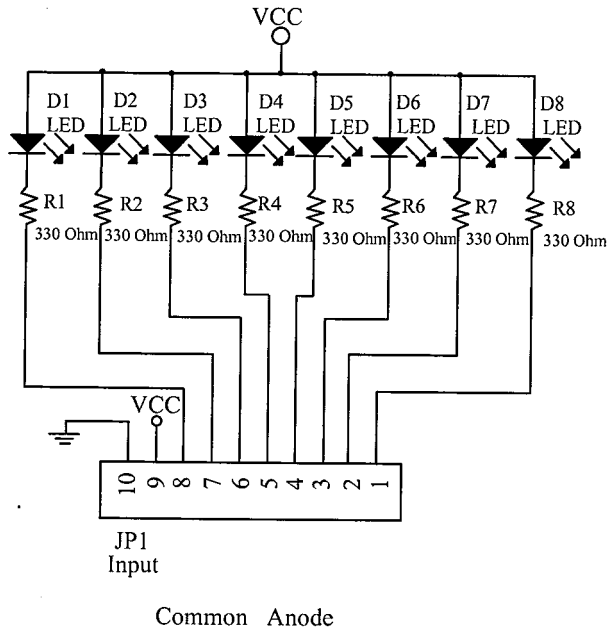 VCC
D1 D2 D3 D4 D5 D6 D7 D8
LED LED LED LED LED LED LED LED
R1 R2 R3 R4 R5 R6 R7 R8
330 Ohm 330 Ohm 330 Ohm 330 Ohm 330 Ohm 330 Ohm 330 Ohm 330 Ohm
VCC
10 9 8 7 6 5 4 3 2 1
JP1
Input
Common Anode